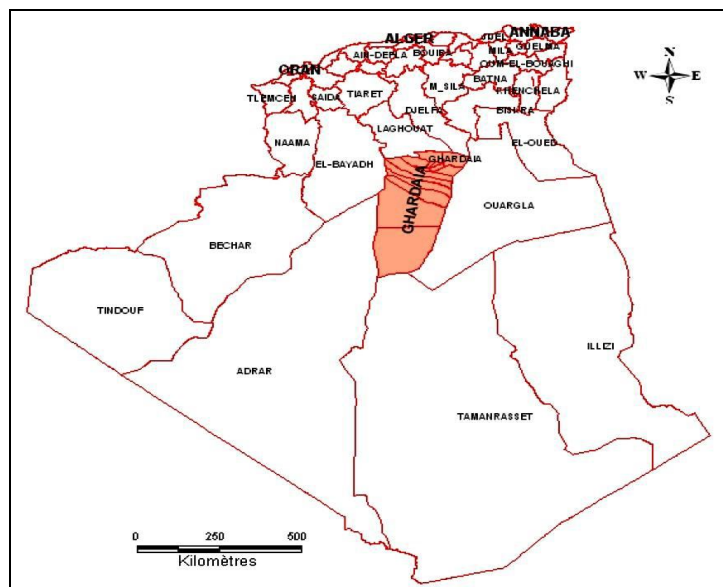 ALGER
ANNABA
JIJEL
AIN-DEFLA
BOUIRA
MILA
GUELMA
ORAN
OUM-EL-BOUAGHI
N
W E
S
TLEMCEN
SAIDA
TIARET
M_SILA
BATNA
KHENCHELA
DJELFA
BISKRA
LAGHOUAT
NAAMA
EL-BAYADH
GHARDAIA
EL-OUED
GHARDAIA
OUARGLA
BECHAR
TINDOUF
ILLIZI
ADRAR
TAMANRASSET
0 250 500
Kilomètres